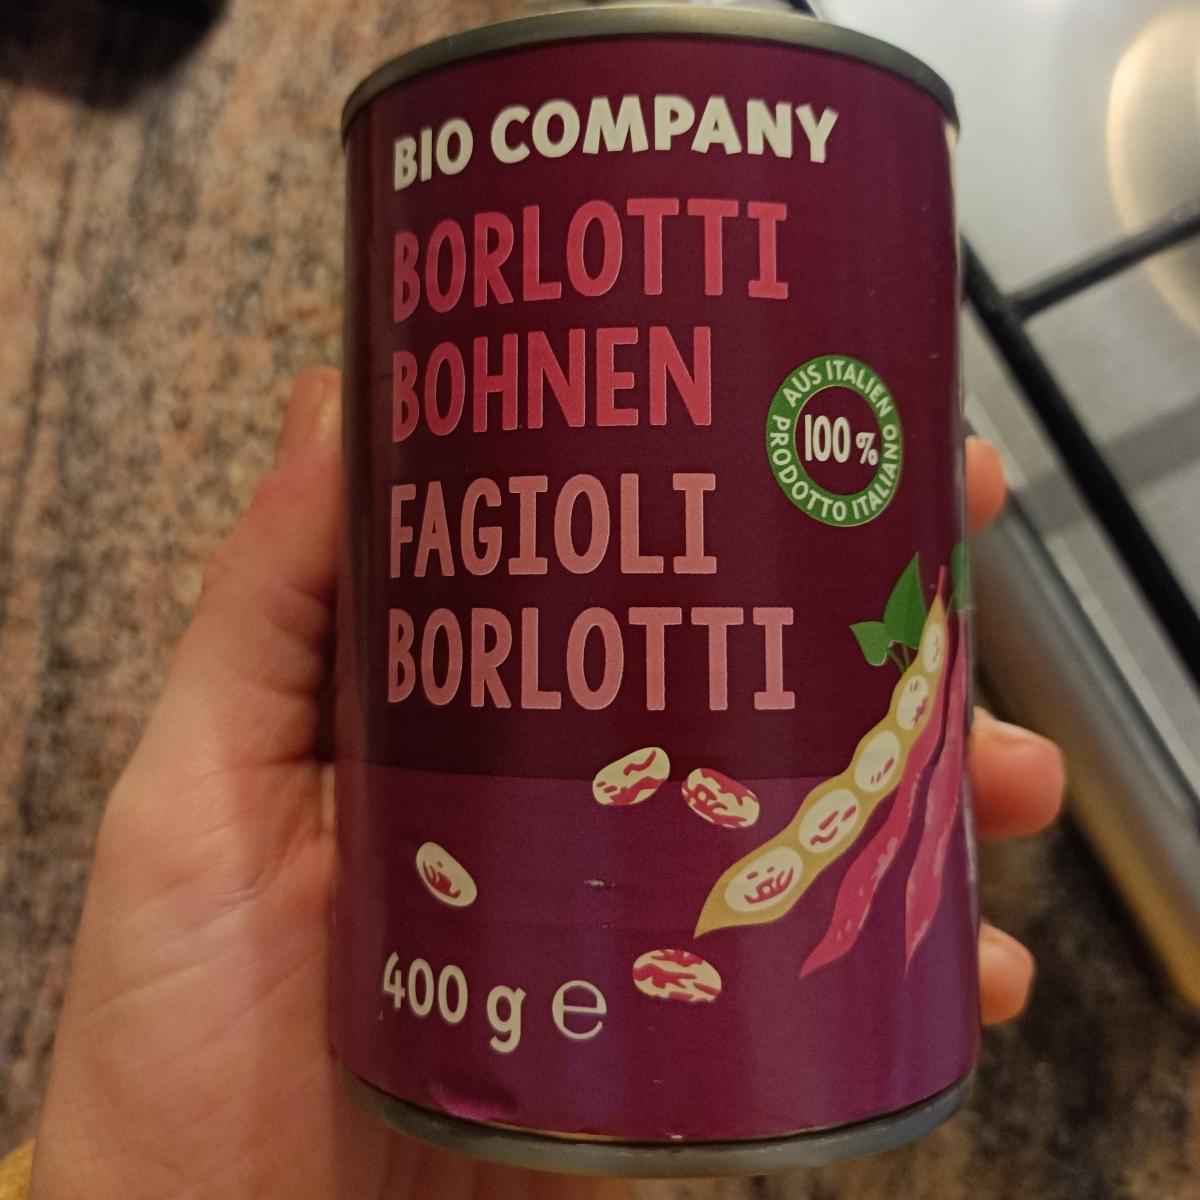 BIO COMPANY
BORLOTTI
BOHNEN
FAGIOLI
BORLOTTI
AUS ITALIEN
100%
PRODOTTO ITALIANO
400 g e